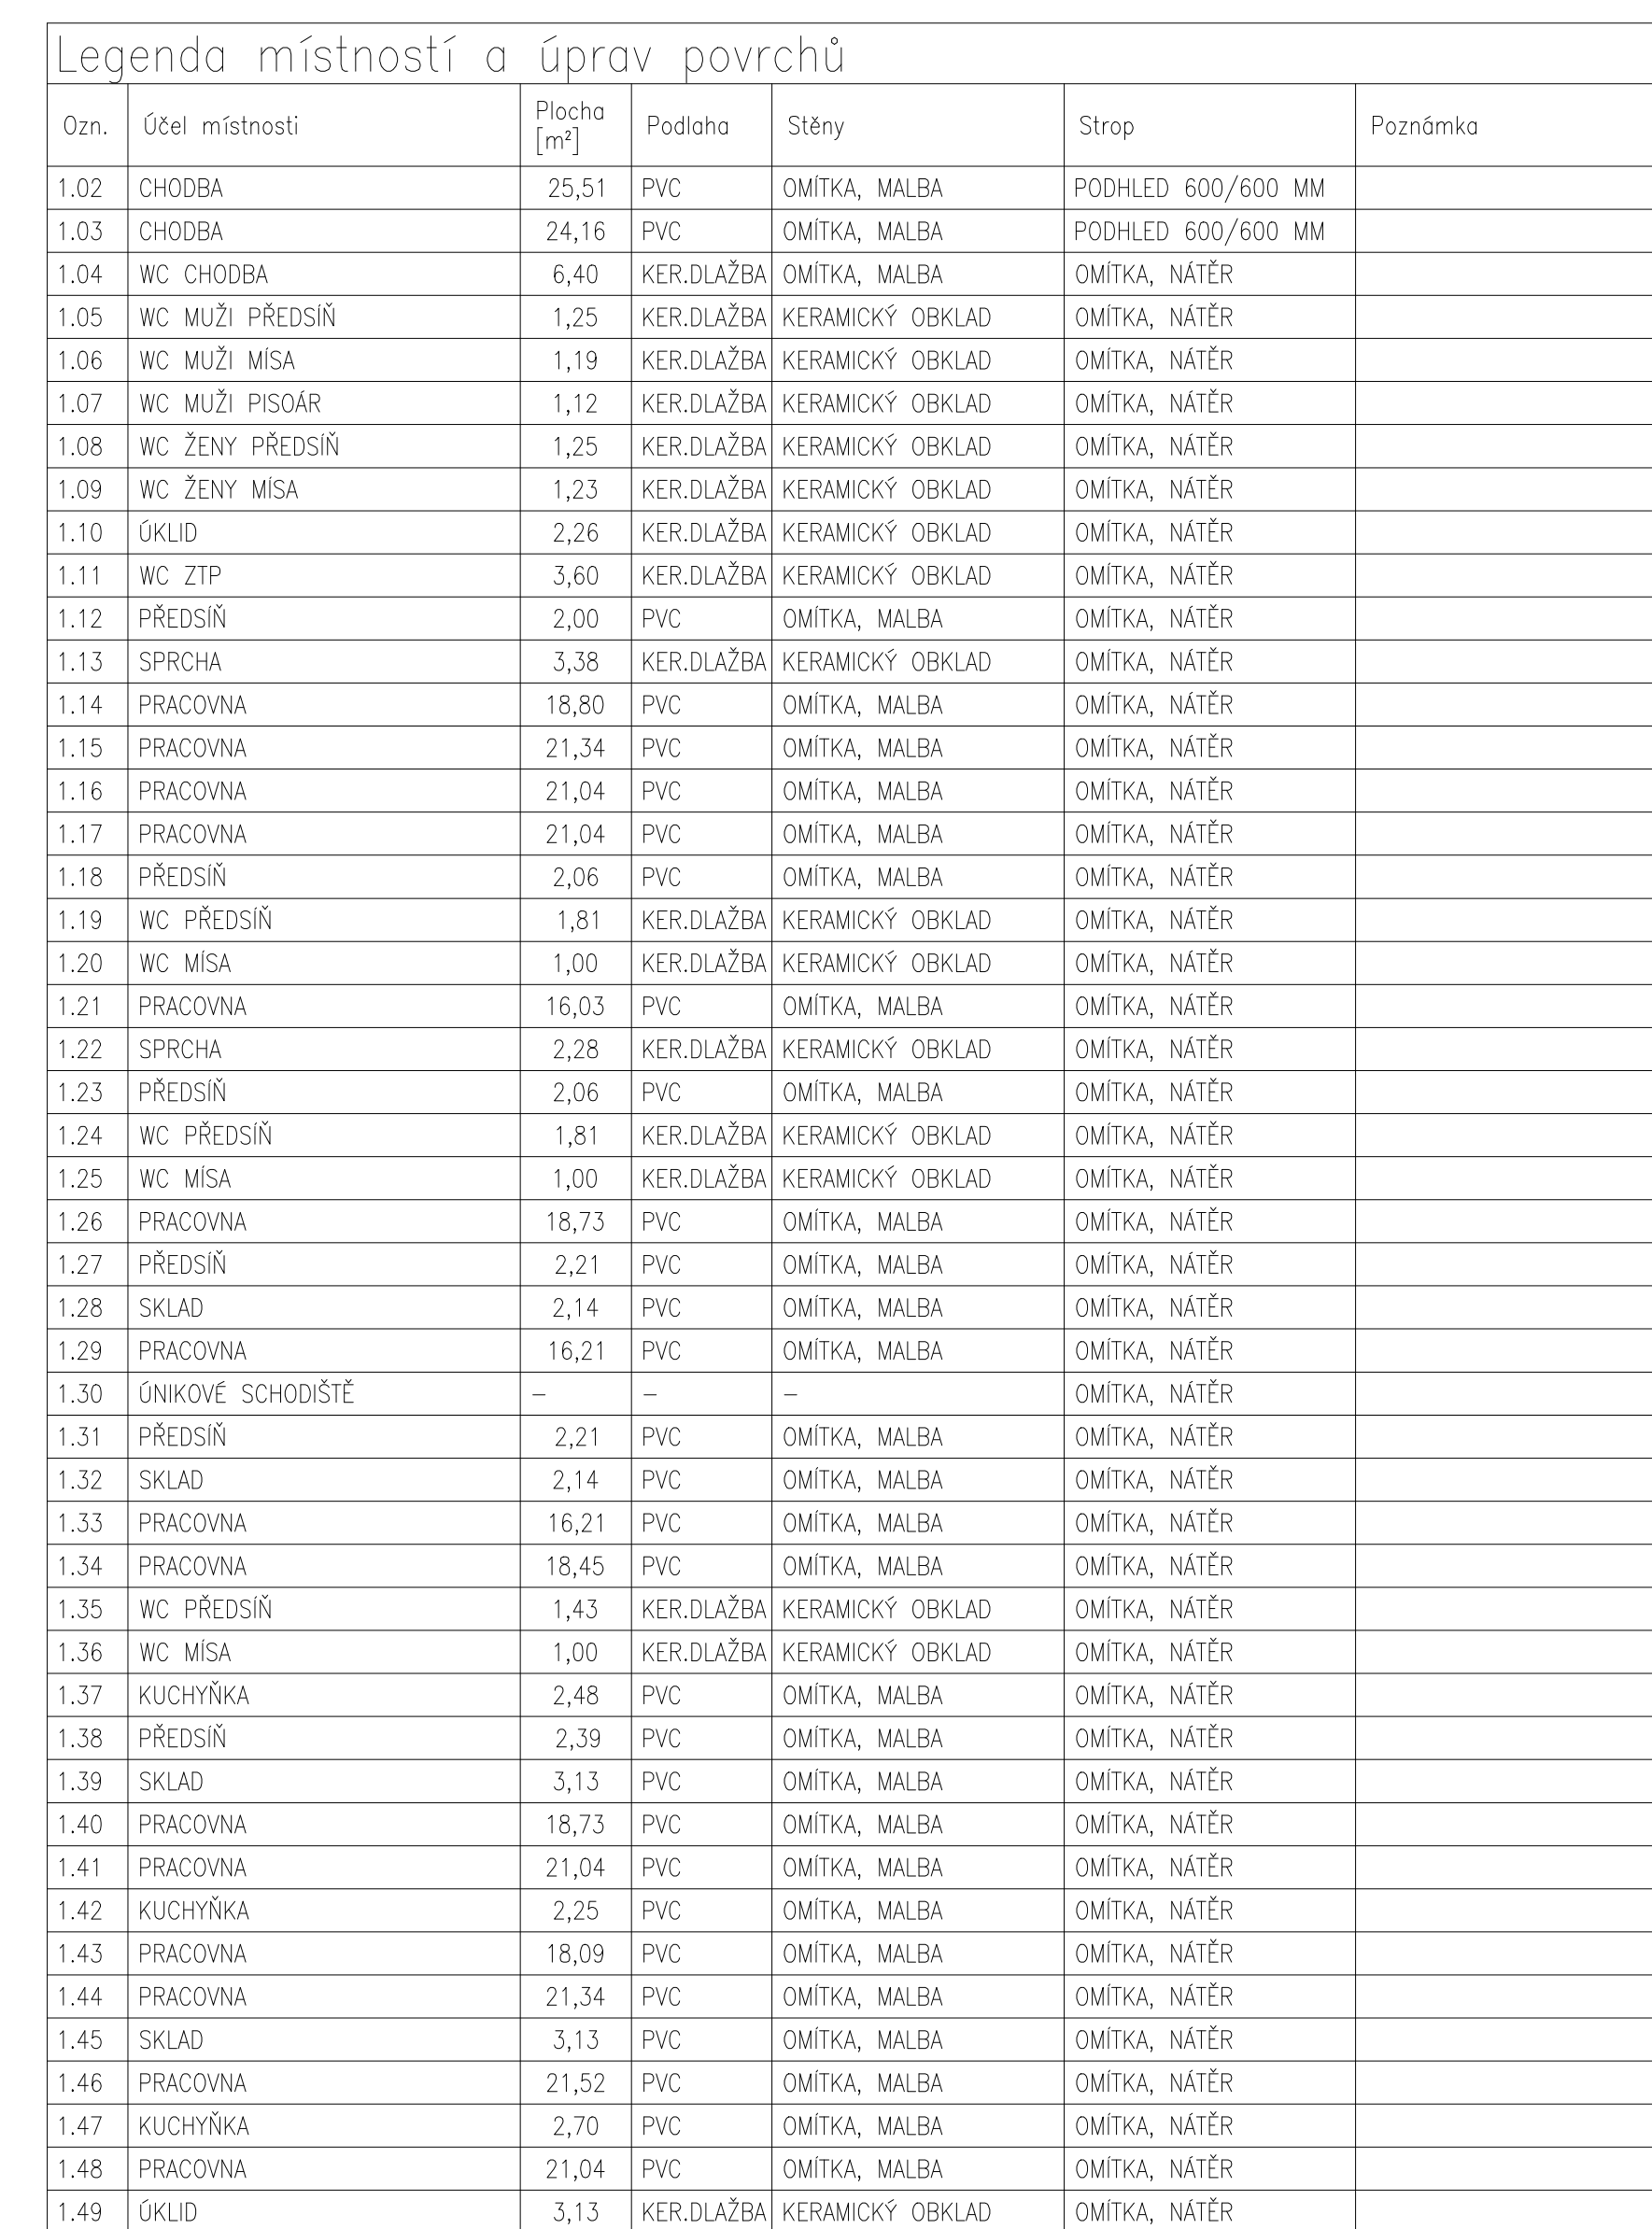 Legenda místností a úprav povrchů
Ozn. Účel místnosti Plocha [m²] Podlaha Stěny Strop Poznámka
1.02 CHODBA 25,51 PVC OMÍTKA, MALBA PODHLED 600/600 MM
1.03 CHODBA 24,16 PVC OMÍTKA, MALBA PODHLED 600/600 MM
1.04 WC CHODBA 6,40 KER.DLAŽBA OMÍTKA, MALBA OMÍTKA, NÁTĚR
1.05 WC MUŽI PŘEDSÍŇ 1,25 KER.DLAŽBA KERAMICKÝ OBKLAD OMÍTKA, NÁTĚR
1.06 WC MUŽI MÍSA 1,19 KER.DLAŽBA KERAMICKÝ OBKLAD OMÍTKA, NÁTĚR
1.07 WC MUŽI PISOÁR 1,12 KER.DLAŽBA KERAMICKÝ OBKLAD OMÍTKA, NÁTĚR
1.08 WC ŽENY PŘEDSÍŇ 1,25 KER.DLAŽBA KERAMICKÝ OBKLAD OMÍTKA, NÁTĚR
1.09 WC ŽENY MÍSA 1,23 KER.DLAŽBA KERAMICKÝ OBKLAD OMÍTKA, NÁTĚR
1.10 ÚKLID 2,26 KER.DLAŽBA KERAMICKÝ OBKLAD OMÍTKA, NÁTĚR
1.11 WC ZTP 3,60 KER.DLAŽBA KERAMICKÝ OBKLAD OMÍTKA, NÁTĚR
1.12 PŘEDSÍŇ 2,00 PVC OMÍTKA, MALBA OMÍTKA, NÁTĚR
1.13 SPRCHA 3,38 KER.DLAŽBA KERAMICKÝ OBKLAD OMÍTKA, NÁTĚR
1.14 PRACOVNA 18,80 PVC OMÍTKA, MALBA OMÍTKA, NÁTĚR
1.15 PRACOVNA 21,34 PVC OMÍTKA, MALBA OMÍTKA, NÁTĚR
1.16 PRACOVNA 21,04 PVC OMÍTKA, MALBA OMÍTKA, NÁTĚR
1.17 PRACOVNA 21,04 PVC OMÍTKA, MALBA OMÍTKA, NÁTĚR
1.18 PŘEDSÍŇ 2,06 PVC OMÍTKA, MALBA OMÍTKA, NÁTĚR
1.19 WC PŘEDSÍŇ 1,81 KER.DLAŽBA KERAMICKÝ OBKLAD OMÍTKA, NÁTĚR
1.20 WC MÍSA 1,00 KER.DLAŽBA KERAMICKÝ OBKLAD OMÍTKA, NÁTĚR
1.21 PRACOVNA 16,03 PVC OMÍTKA, MALBA OMÍTKA, NÁTĚR
1.22 SPRCHA 2,28 KER.DLAŽBA KERAMICKÝ OBKLAD OMÍTKA, NÁTĚR
1.23 PŘEDSÍŇ 2,06 PVC OMÍTKA, MALBA OMÍTKA, NÁTĚR
1.24 WC PŘEDSÍŇ 1,81 KER.DLAŽBA KERAMICKÝ OBKLAD OMÍTKA, NÁTĚR
1.25 WC MÍSA 1,00 KER.DLAŽBA KERAMICKÝ OBKLAD OMÍTKA, NÁTĚR
1.26 PRACOVNA 18,73 PVC OMÍTKA, MALBA OMÍTKA, NÁTĚR
1.27 PŘEDSÍŇ 2,21 PVC OMÍTKA, MALBA OMÍTKA, NÁTĚR
1.28 SKLAD 2,14 PVC OMÍTKA, MALBA OMÍTKA, NÁTĚR
1.29 PRACOVNA 16,21 PVC OMÍTKA, MALBA OMÍTKA, NÁTĚR
1.30 ÚNIKOVÉ SCHODIŠTĚ – – – OMÍTKA, NÁTĚR
1.31 PŘEDSÍŇ 2,21 PVC OMÍTKA, MALBA OMÍTKA, NÁTĚR
1.32 SKLAD 2,14 PVC OMÍTKA, MALBA OMÍTKA, NÁTĚR
1.33 PRACOVNA 16,21 PVC OMÍTKA, MALBA OMÍTKA, NÁTĚR
1.34 PRACOVNA 18,45 PVC OMÍTKA, MALBA OMÍTKA, NÁTĚR
1.35 WC PŘEDSÍŇ 1,43 KER.DLAŽBA KERAMICKÝ OBKLAD OMÍTKA, NÁTĚR
1.36 WC MÍSA 1,00 KER.DLAŽBA KERAMICKÝ OBKLAD OMÍTKA, NÁTĚR
1.37 KUCHYŇKA 2,48 PVC OMÍTKA, MALBA OMÍTKA, NÁTĚR
1.38 PŘEDSÍŇ 2,39 PVC OMÍTKA, MALBA OMÍTKA, NÁTĚR
1.39 SKLAD 3,13 PVC OMÍTKA, MALBA OMÍTKA, NÁTĚR
1.40 PRACOVNA 18,73 PVC OMÍTKA, MALBA OMÍTKA, NÁTĚR
1.41 PRACOVNA 21,04 PVC OMÍTKA, MALBA OMÍTKA, NÁTĚR
1.42 KUCHYŇKA 2,25 PVC OMÍTKA, MALBA OMÍTKA, NÁTĚR
1.43 PRACOVNA 18,09 PVC OMÍTKA, MALBA OMÍTKA, NÁTĚR
1.44 PRACOVNA 21,34 PVC OMÍTKA, MALBA OMÍTKA, NÁTĚR
1.45 SKLAD 3,13 PVC OMÍTKA, MALBA OMÍTKA, NÁTĚR
1.46 PRACOVNA 21,52 PVC OMÍTKA, MALBA OMÍTKA, NÁTĚR
1.47 KUCHYŇKA 2,70 PVC OMÍTKA, MALBA OMÍTKA, NÁTĚR
1.48 PRACOVNA 21,04 PVC OMÍTKA, MALBA OMÍTKA, NÁTĚR
1.49 ÚKLID 3,13 KER.DLAŽBA KERAMICKÝ OBKLAD OMÍTKA, NÁTĚR